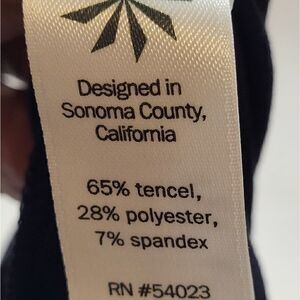 Designed in
Sonoma County,
California
65% tencel,
28% polyester,
7% spandex
RN #54023